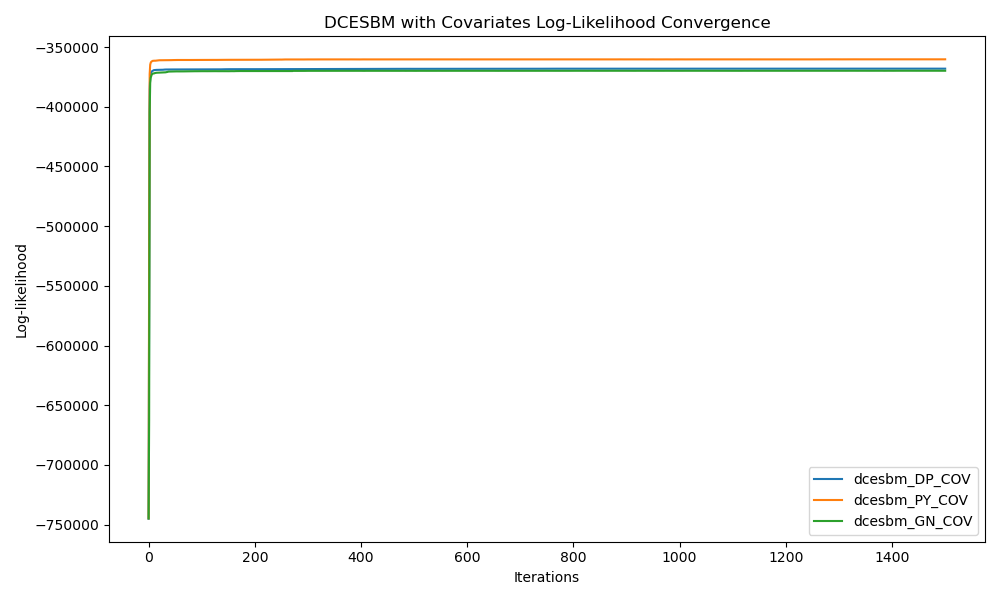 DCESBM with Covariates Log-Likelihood Convergence
−350000
−400000
−450000
−500000
−550000
−600000
−650000
−700000
−750000
Log-likelihood
0 200 400 600 800 1000 1200 1400
Iterations
dcesbm_DP_COV
dcesbm_PY_COV
dcesbm_GN_COV